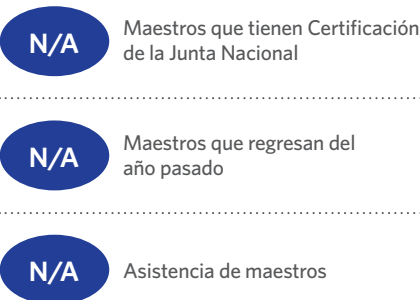 N/A
Maestros que tienen Certificación
de la Junta Nacional
N/A
Maestros que regresan del
año pasado
N/A
Asistencia de maestros